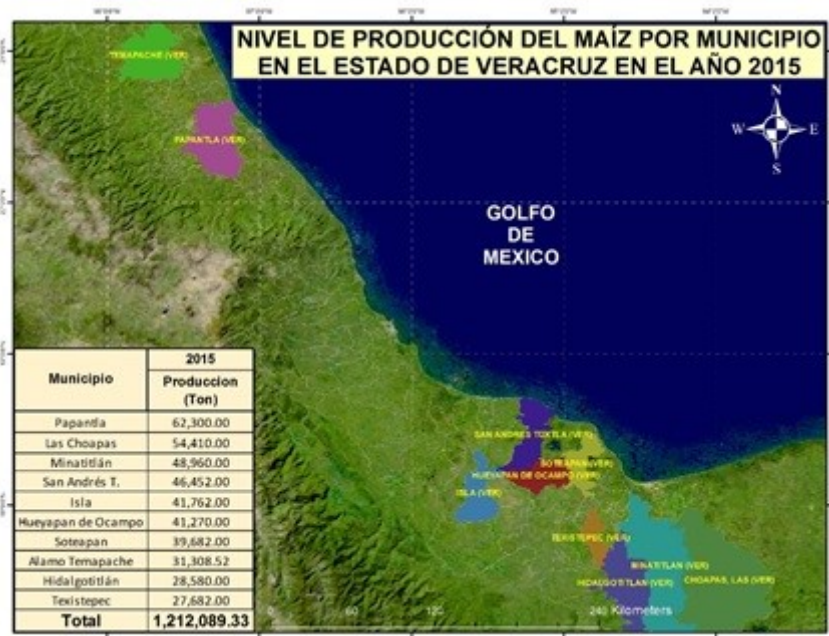 NIVEL DE PRODUCCIÓN DEL MAÍZ POR MUNICIPIO
EN EL ESTADO DE VERACRUZ EN EL AÑO 2015
TEMAPACHE (VER)
PAPANTLA (VER)
N
W E
S
GOLFO
DE
MEXICO
Municipio 2015
Produccion
(Ton)
Papantla 62,300.00
Las Choapas 54,410.00
Minatitlán 48,960.00
San Andrés T. 46,452.00
Isla 41,762.00
Hueyapan de Ocampo 41,270.00
Soteapan 39,682.00
Alamo Temapache 31,308.52
Hidalgotitlán 28,580.00
Texistepec 27,682.00
Total 1,212,089.33
SAN ANDRES TUXTLA (VER)
SOTEAPAN (VER)
HUEYAPAN DE OCAMPO (VER)
ISLA (VER)
TEXISTEPEC (VER)
MINATITLAN (VER)
HIDALGOTITLAN (VER)
CHOAPAS, LAS (VER)
0 60 120 240 Kilometers